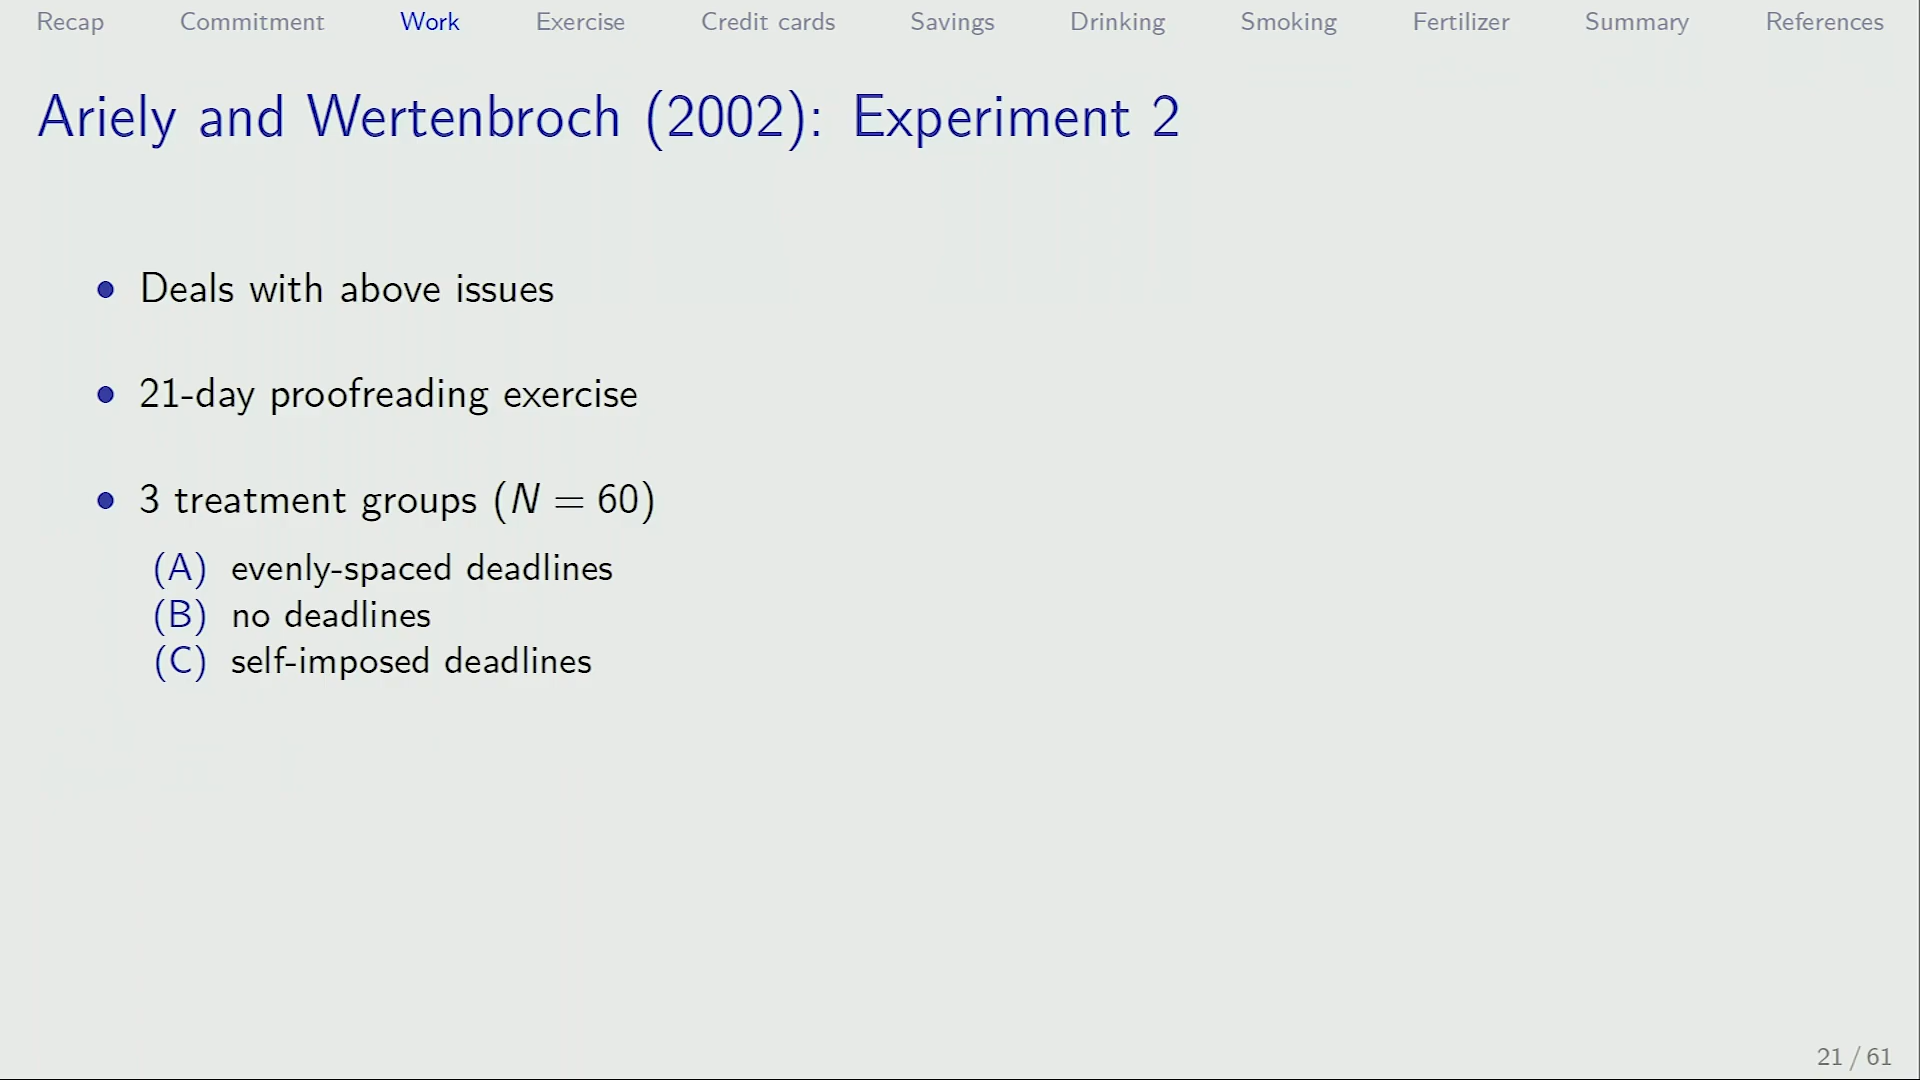 Recap Commitment Work Exercise Credit cards Savings Drinking Smoking Fertilizer Summary References
Ariely and Wertenbroch (2002): Experiment 2
• Deals with above issues
• 21-day proofreading exercise
• 3 treatment groups (N = 60)
(A) evenly-spaced deadlines
(B) no deadlines
(C) self-imposed deadlines
21 / 61